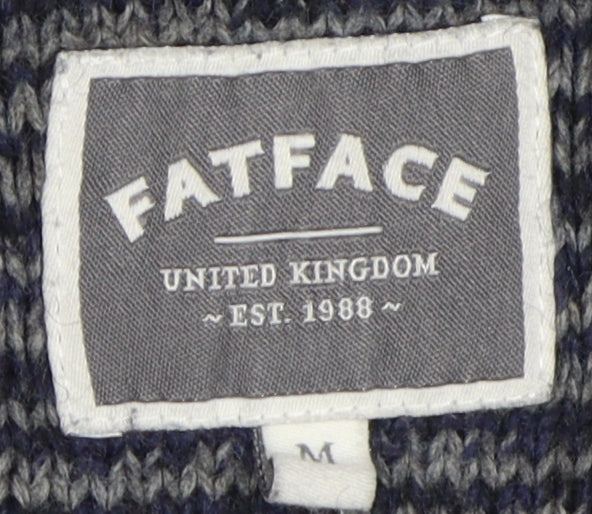 FATFACE
UNITED KINGDOM
~ EST. 1988 ~
M